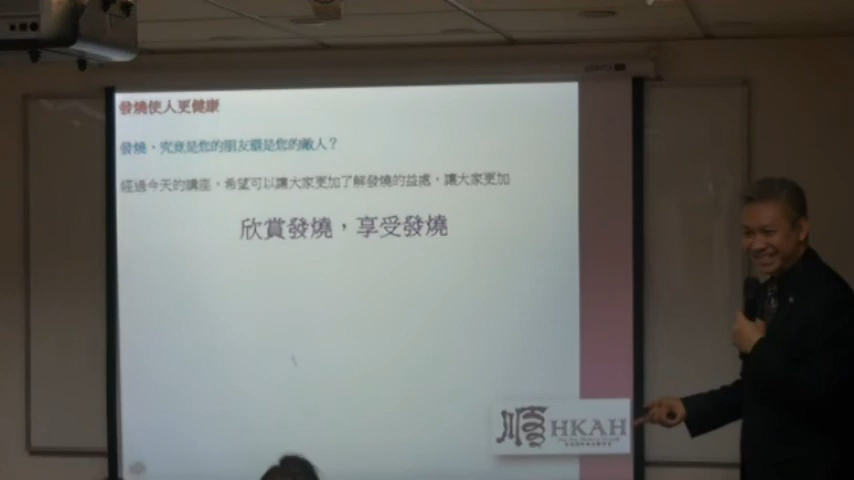 發燒使人更健康
發燒，究竟是您的朋友還是您的敵人？
經過今天的講座，希望可以讓大家更加了解發燒的益處，讓大家更加
欣賞發燒，享受發燒
順 HKAH